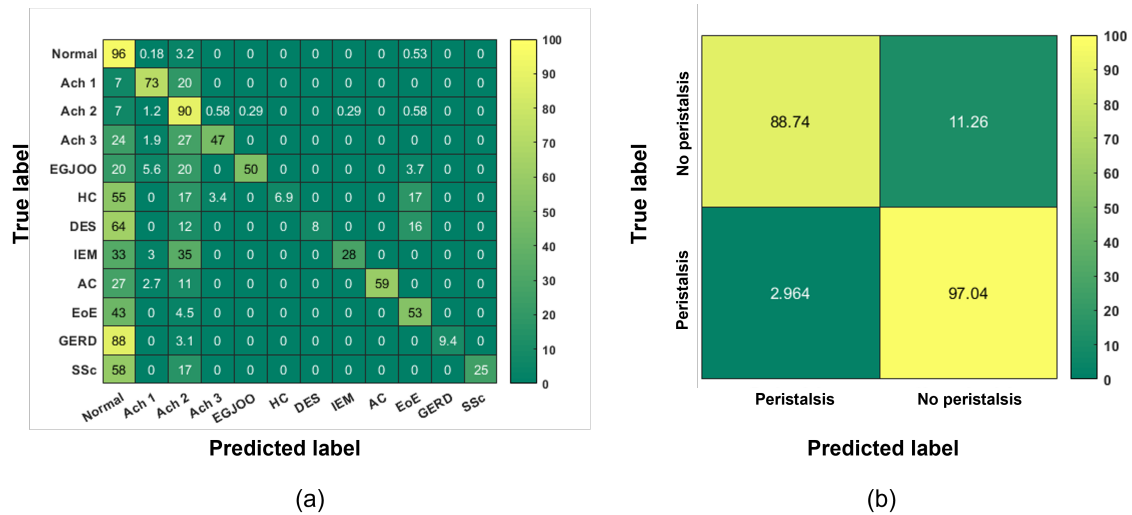 Normal 96 0.18 3.2 0 0 0 0 0 0 0.53 0 0
Ach 1 7 73 20 0 0 0 0 0 0 0 0 0
Ach 2 7 1.2 90 0.58 0.29 0 0 0.29 0 0.58 0 0
Ach 3 24 1.9 27 47 0 0 0 0 0 0 0 0
EGJOO 20 5.6 20 0 50 0 0 0 0 3.7 0 0
HC 55 0 17 3.4 0 6.9 0 0 0 17 0 0
DES 64 0 12 0 0 0 8 0 0 16 0 0
IEM 33 3 35 0 0 0 0 28 0 0 0 0
AC 27 2.7 11 0 0 0 0 0 59 0 0 0
EoE 43 0 4.5 0 0 0 0 0 0 53 0 0
GERD 88 0 3.1 0 0 0 0 0 0 0 9.4 0
SSc 58 0 17 0 0 0 0 0 0 0 0 25
Normal Ach 1 Ach 2 Ach 3 EGJOO HC DES IEM AC EoE GERD SSc
True label
Predicted label
100
90
80
70
60
50
40
30
20
10
0
(a)
No peristalsis 88.74 11.26
Peristalsis 2.964 97.04
Peristalsis No peristalsis
True label
Predicted label
100
90
80
70
60
50
40
30
20
10
0
(b)